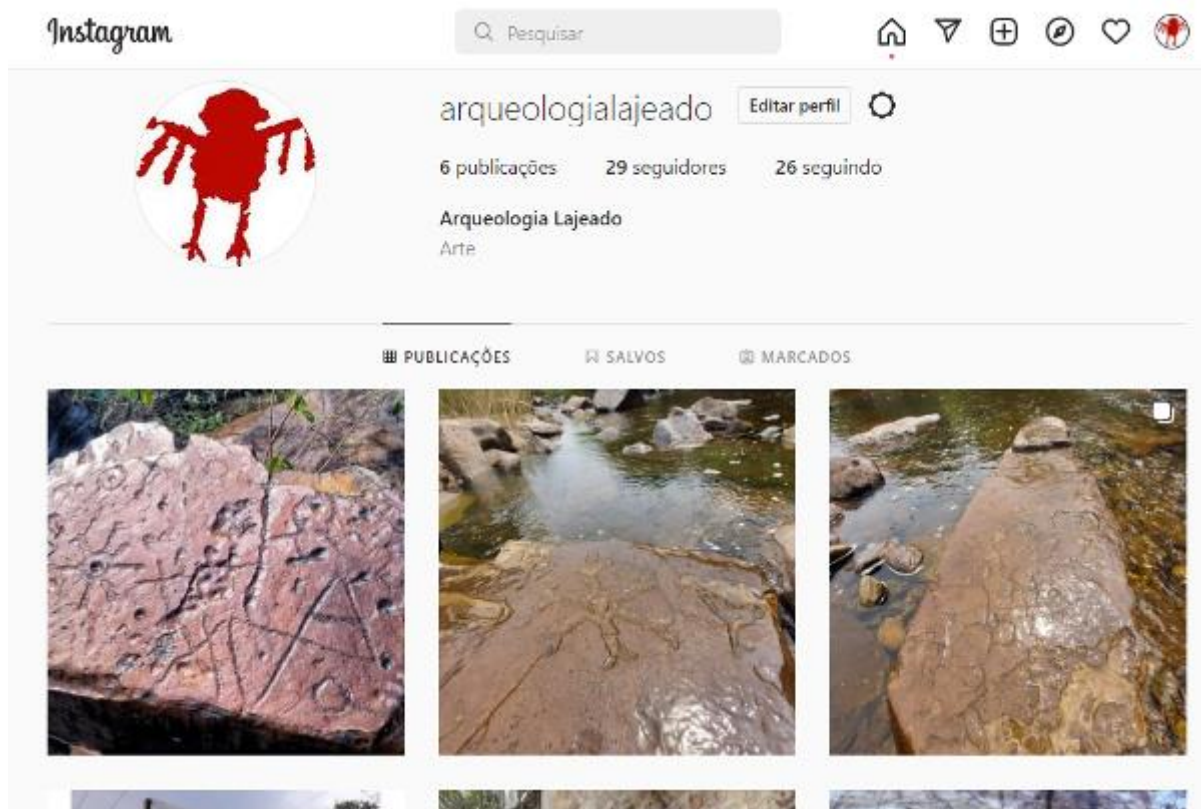 Instagram
Pesquisar
arqueologialajeado Editar perfil
6 publicações 29 seguidores 26 seguindo
Arqueologia Lajeado
Arte
PUBLICAÇÕES SALVOS MARCADOS